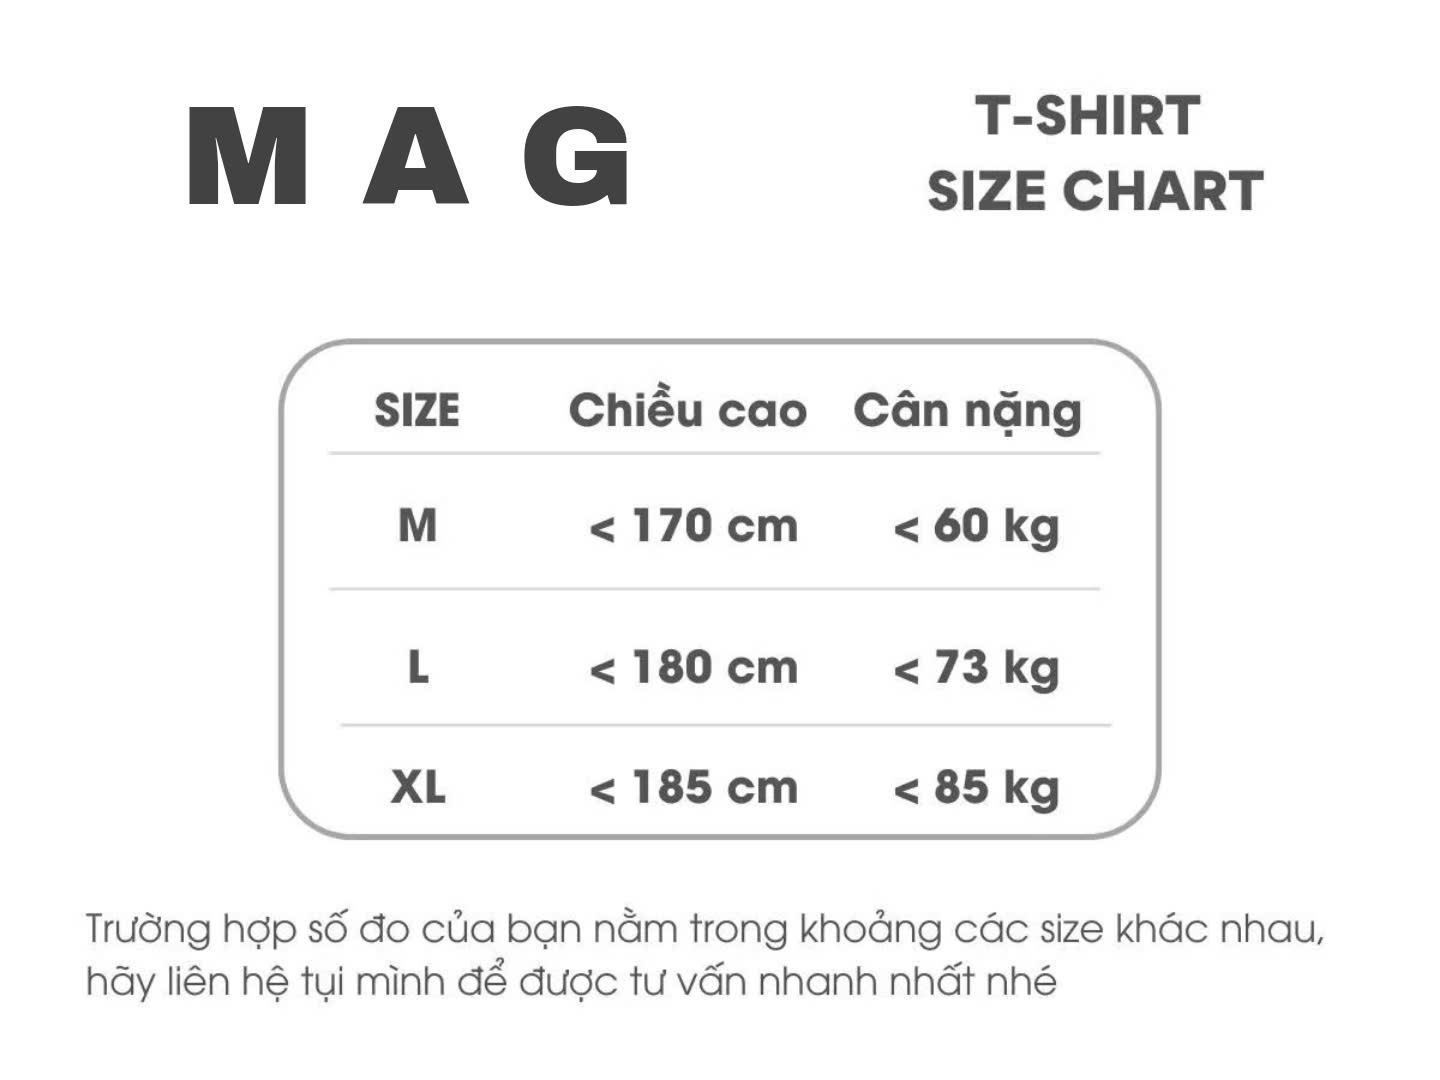 M A G
T-SHIRT
SIZE CHART
SIZE Chiều cao Cân nặng
M < 170 cm < 60 kg
L < 180 cm < 73 kg
XL < 185 cm < 85 kg
Trường hợp số đo của bạn nằm trong khoảng các size khác nhau,
hãy liên hệ tụi mình để được tư vấn nhanh nhất nhé